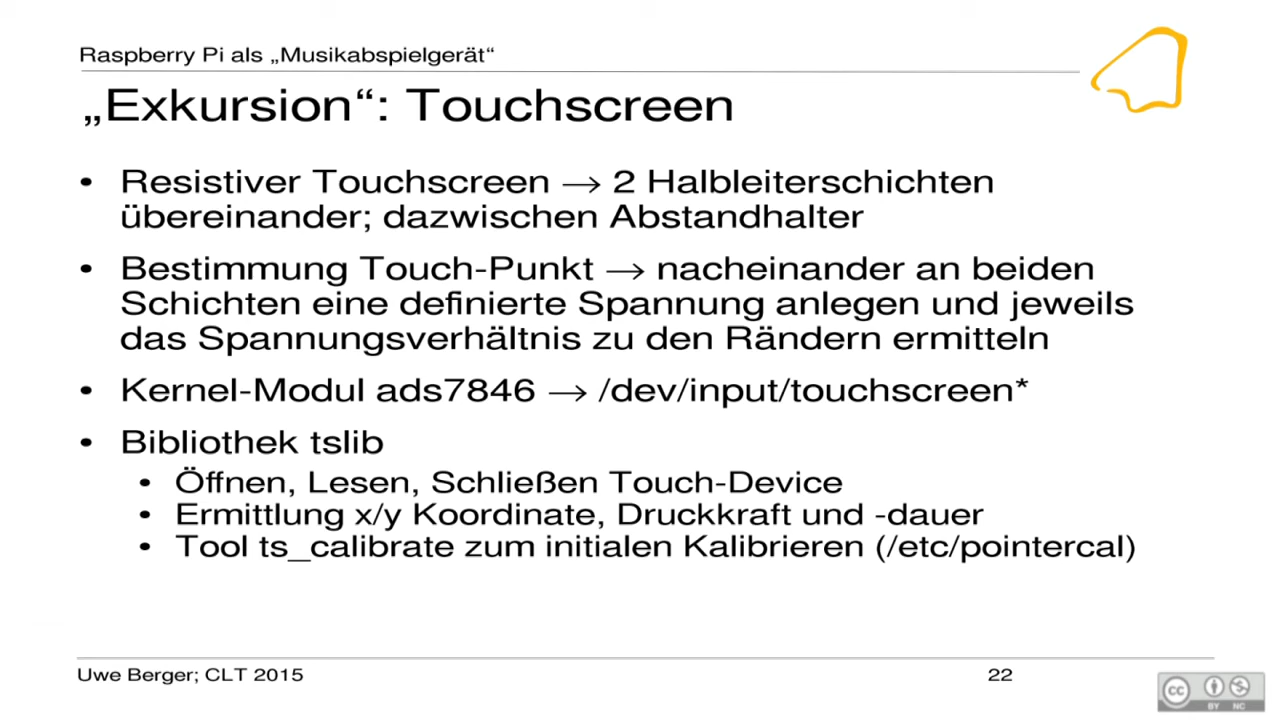 Raspberry Pi als „Musikabspielgerät“
„Exkursion“: Touchscreen
• Resistiver Touchscreen → 2 Halbleiterschichten
übereinander; dazwischen Abstandhalter
• Bestimmung Touch-Punkt → nacheinander an beiden
Schichten eine definierte Spannung anlegen und jeweils
das Spannungsverhältnis zu den Rändern ermitteln
• Kernel-Modul ads7846 → /dev/input/touchscreen*
• Bibliothek tslib
• Öffnen, Lesen, Schließen Touch-Device
• Ermittlung x/y Koordinate, Druckkraft und -dauer
• Tool ts_calibrate zum initialen Kalibrieren (/etc/pointercal)
Uwe Berger; CLT 2015
22
cc
BY NC